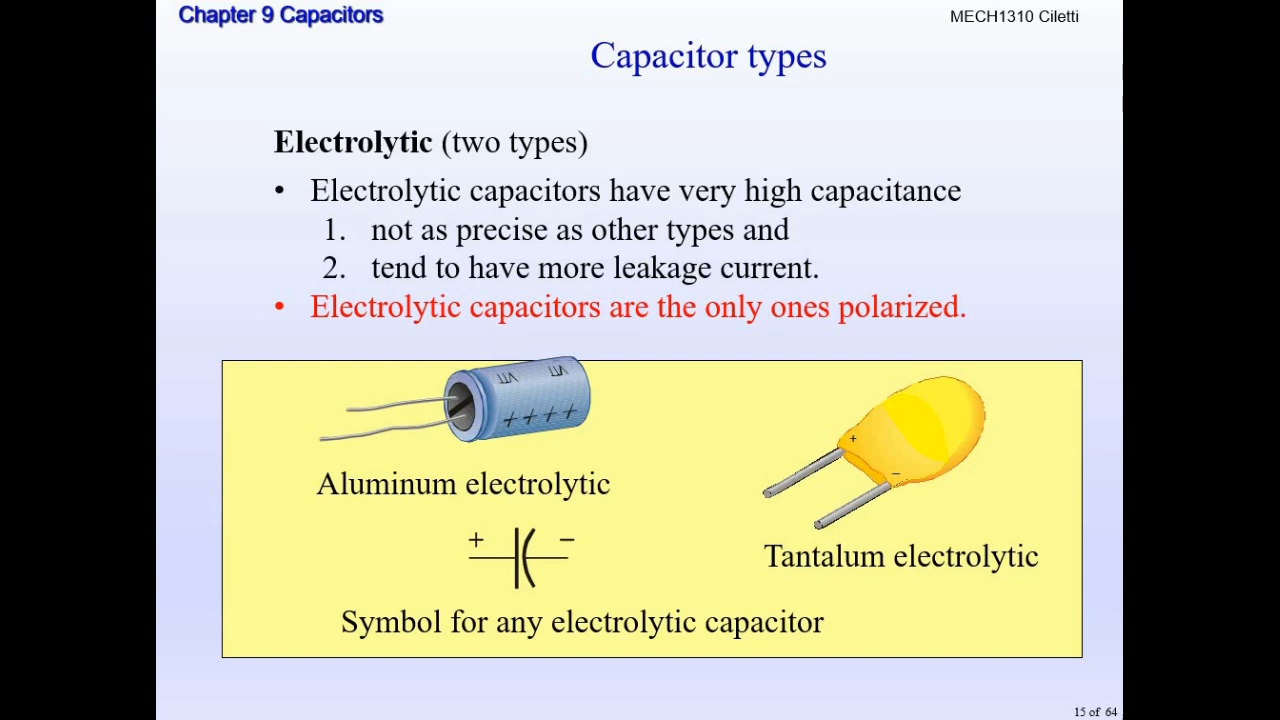 Chapter 9 Capacitors
MECH1310 Ciletti
Capacitor types
Electrolytic (two types)
• Electrolytic capacitors have very high capacitance
1. not as precise as other types and
2. tend to have more leakage current.
• Electrolytic capacitors are the only ones polarized.
+ + + +
+
−
Aluminum electrolytic
+ −
Tantalum electrolytic
Symbol for any electrolytic capacitor
15 of 64